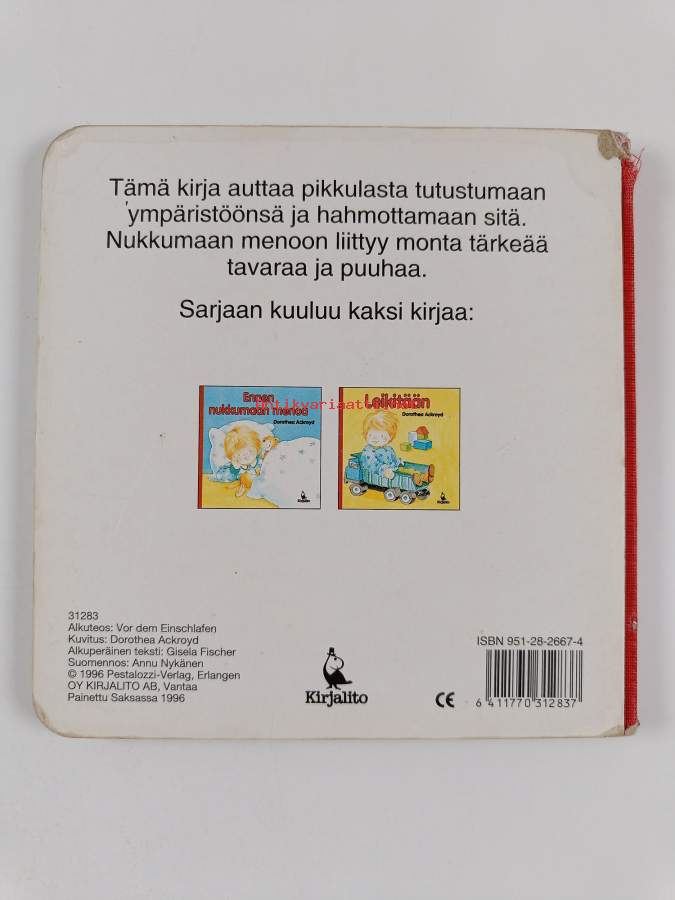 Tämä kirja auttaa pikkulasta tutustumaan
ympäristöönsä ja hahmottamaan sitä.
Nukkumaan menoon liittyy monta tärkeää
tavaraa ja puuhaa.
Sarjaan kuuluu kaksi kirjaa:
Ennen
nukkumaan menoa
Dorothea Ackroyd
Kirjalito
Leikitään
Dorothea Ackroyd
Kirjalito
31283
Alkuteos: Vor dem Einschlafen
Kuvitus: Dorothea Ackroyd
Alkuperäinen teksti: Gisela Fischer
Suomennos: Annu Nykänen
© 1996 Pestalozzi-Verlag, Erlangen
OY KIRJALITO AB, Vantaa
Painettu Saksassa 1996
Kirjalito
CE
ISBN 951-28-2667-4
6 411770 312837